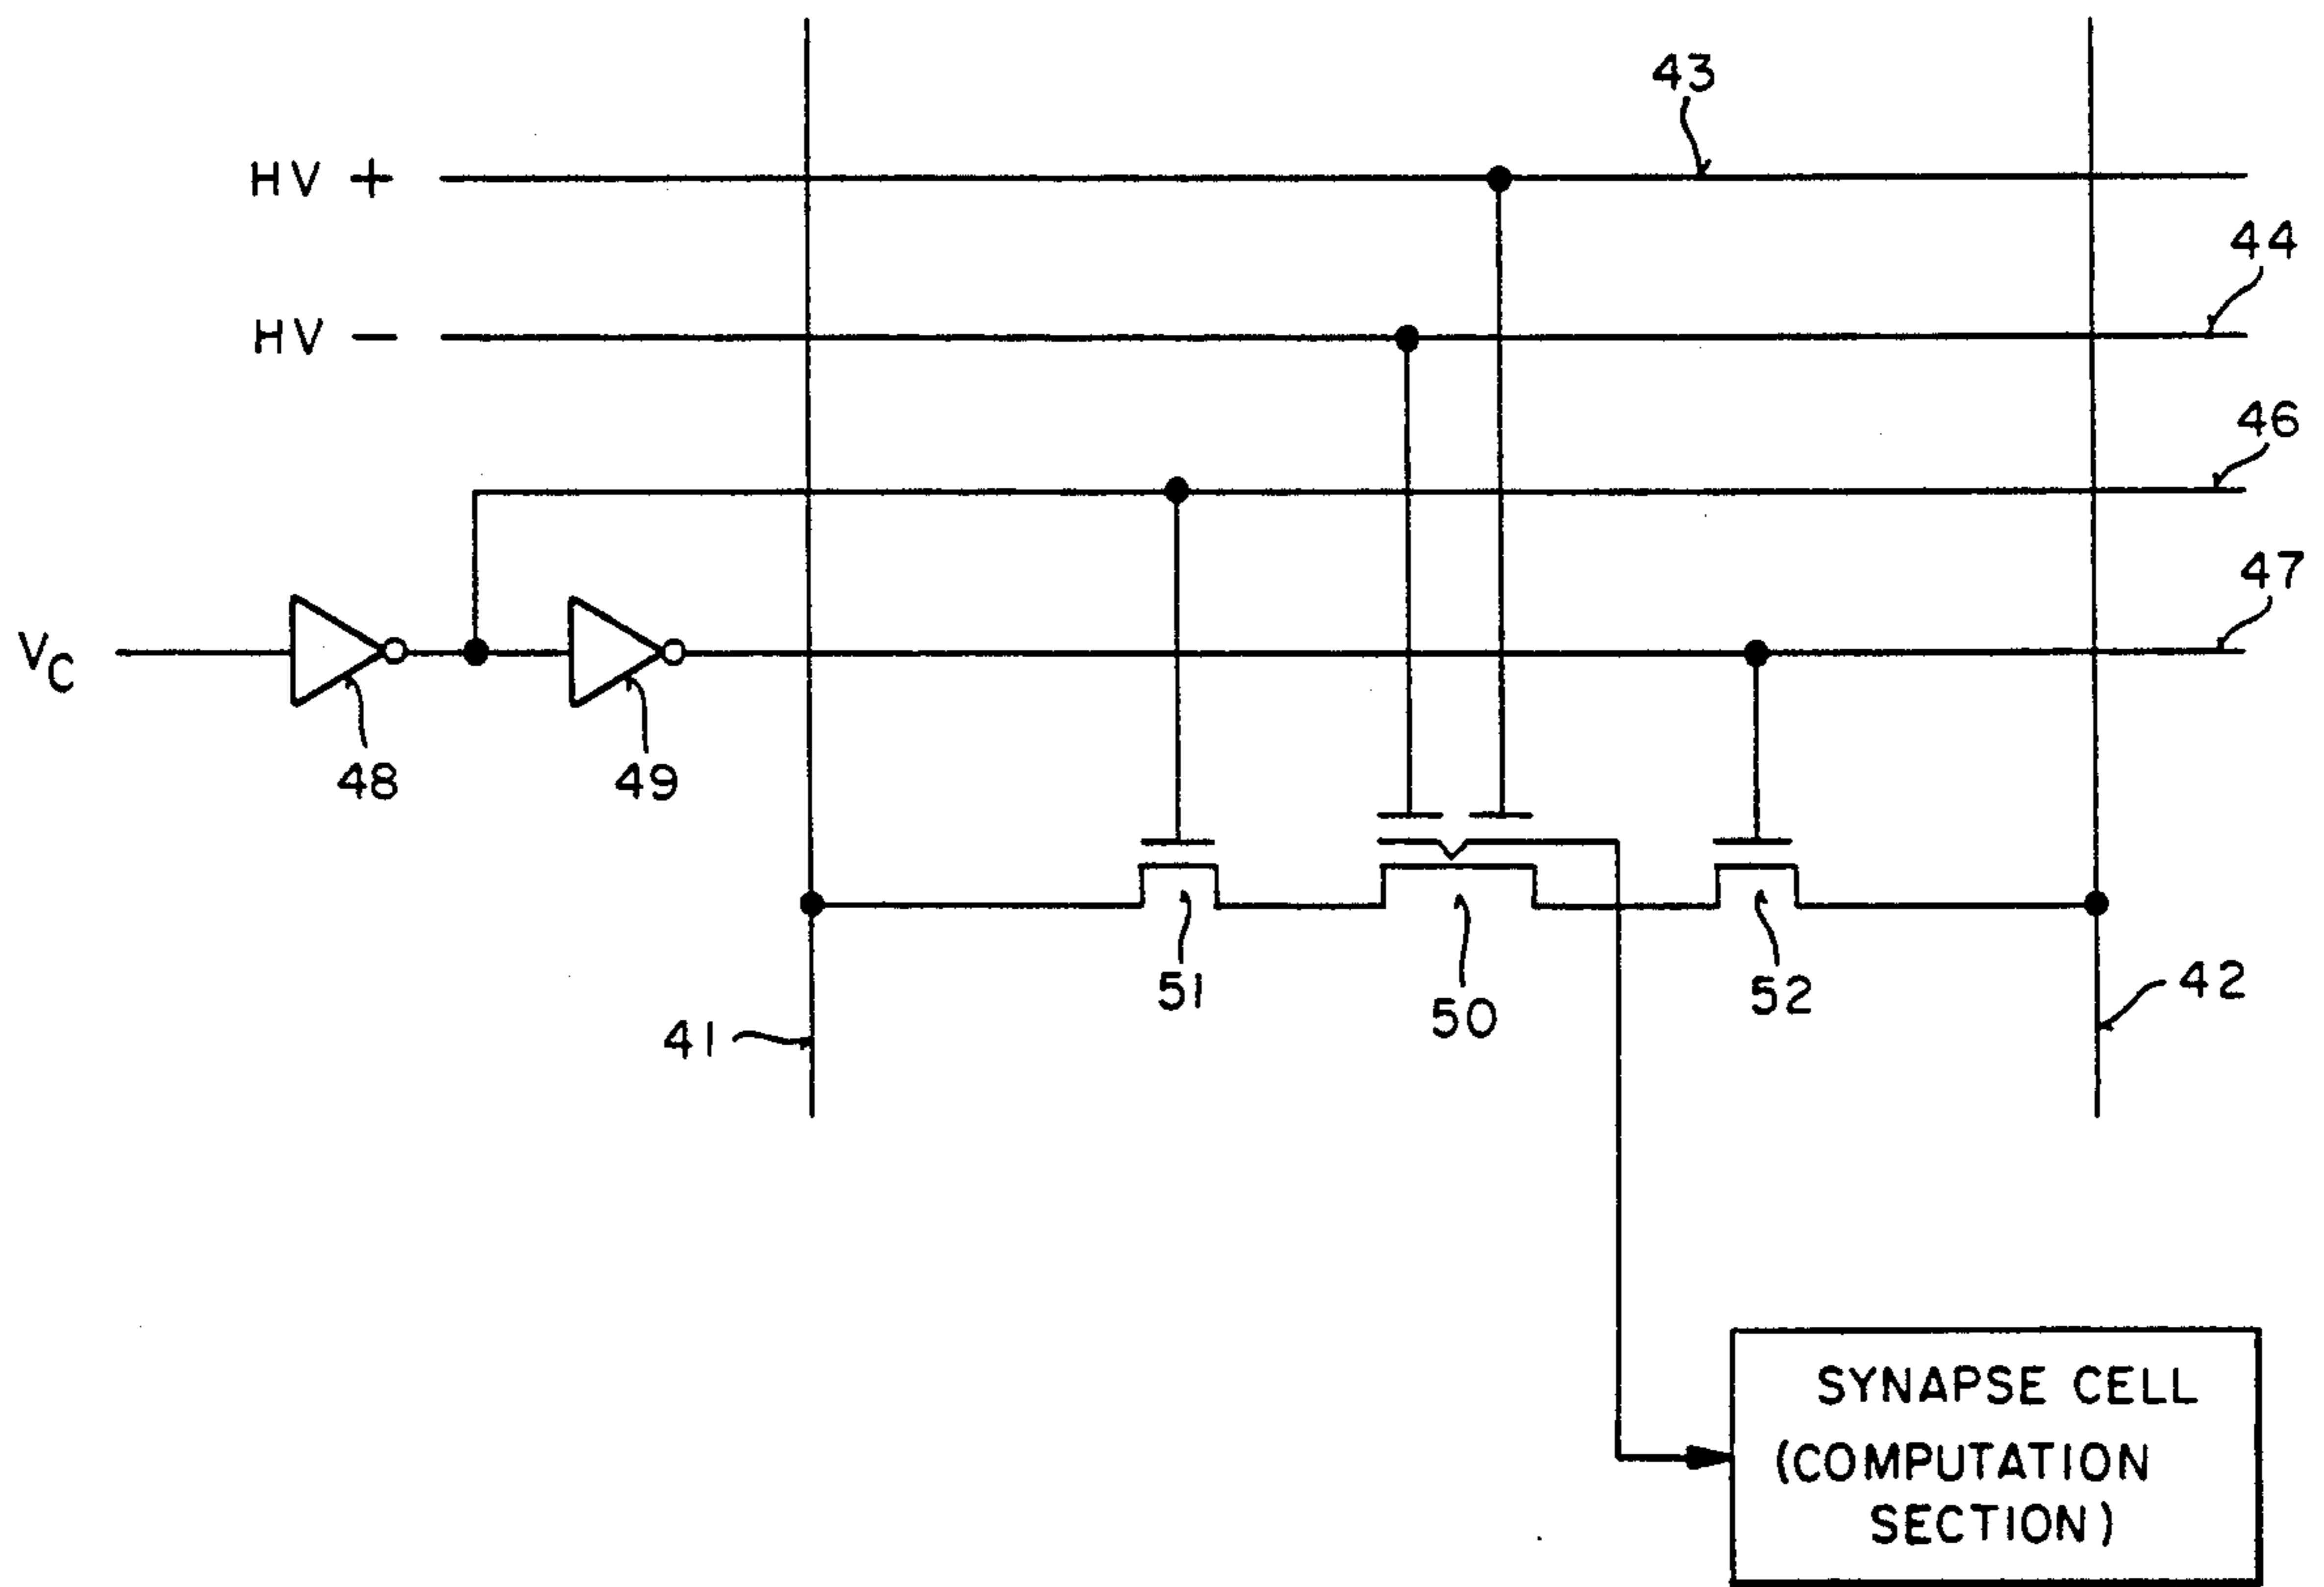 43
HV +
44
HV −
46
47
VC
48
49
51
50
52
42
41
SYNAPSE CELL
(COMPUTATION
SECTION)